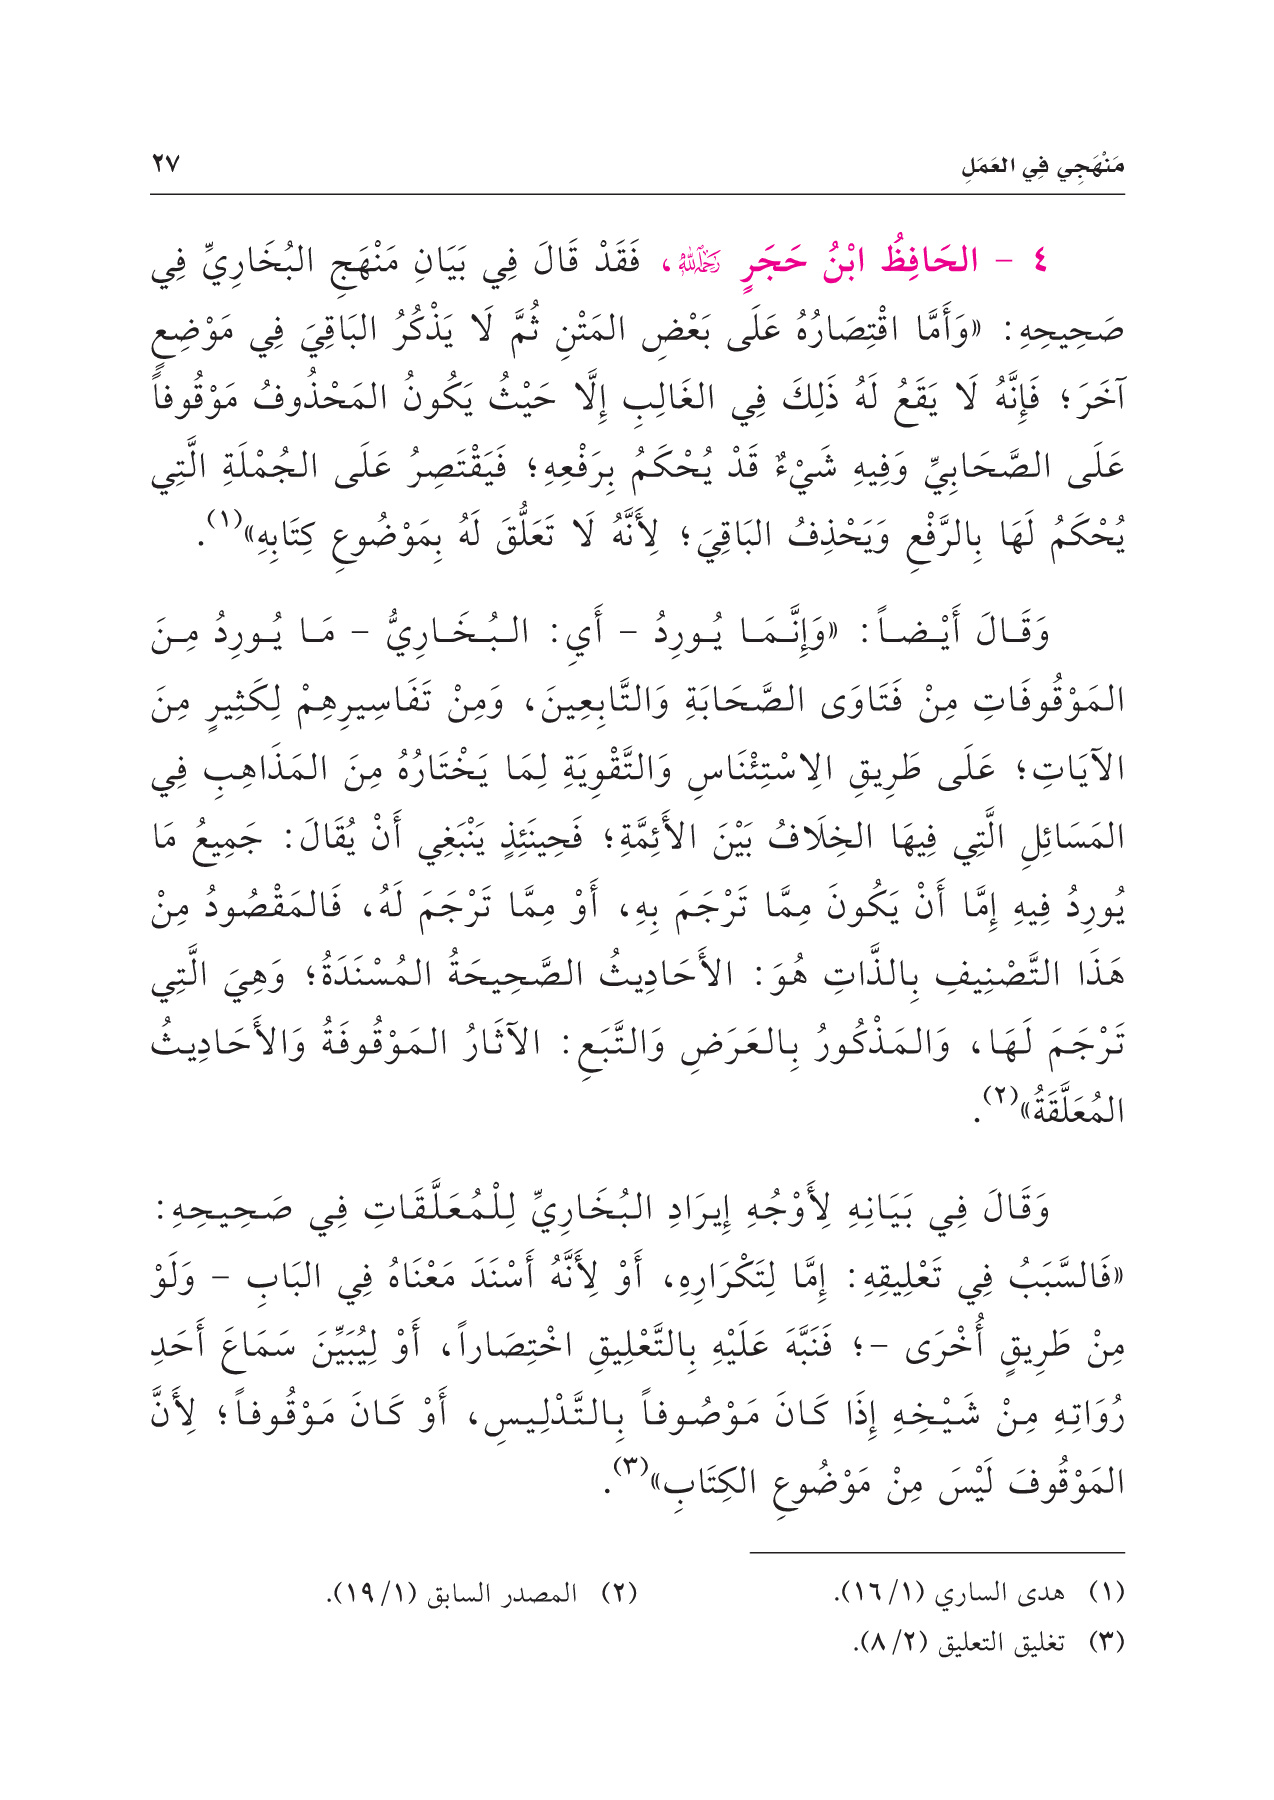 مَنْهَجِي فِي العَمَلِ ٢٧
٤ - الحَافِظُ ابْنُ حَجَرٍ رَحِمَهُ اللهُ، فَقَدْ قَالَ فِي بَيَانِ مَنْهَجِ البُخَارِيِّ فِي
صَحِيحِهِ: «وَأَمَّا اقْتِصَارُهُ عَلَى بَعْضِ المَتْنِ ثُمَّ لَا يَذْكُرُ البَاقِيَ فِي مَوْضِعٍ
آخَرَ؛ فَإِنَّهُ لَا يَقَعُ لَهُ ذَلِكَ فِي الغَالِبِ إِلَّا حَيْثُ يَكُونُ المَحْذُوفُ مَوْقُوفاً
عَلَى الصَّحَابِيِّ وَفِيهِ شَيْءٌ قَدْ يُحْكَمُ بِرَفْعِهِ؛ فَيَقْتَصِرُ عَلَى الجُمْلَةِ الَّتِي
يُحْكَمُ لَهَا بِالرَّفْعِ وَيَحْذِفُ البَاقِيَ؛ لِأَنَّهُ لَا تَعَلُّقَ لَهُ بِمَوْضُوعِ كِتَابِهِ»(١).
وَقَالَ أَيْضاً: «وَإِنَّمَا يُورِدُ - أَيِ: البُخَارِيُّ - مَا يُورِدُ مِنَ
المَوْقُوفَاتِ مِنْ فَتَاوَى الصَّحَابَةِ وَالتَّابِعِينَ، وَمِنْ تَفَاسِيرِهِمْ لِكَثِيرٍ مِنَ
الآيَاتِ؛ عَلَى طَرِيقِ الِاسْتِئْنَاسِ وَالتَّقْوِيَةِ لِمَا يَخْتَارُهُ مِنَ المَذَاهِبِ فِي
المَسَائِلِ الَّتِي فِيهَا الخِلَافُ بَيْنَ الأَئِمَّةِ؛ فَحِينَئِذٍ يَنْبَغِي أَنْ يُقَالَ: جَمِيعُ مَا
يُورِدُ فِيهِ إِمَّا أَنْ يَكُونَ مِمَّا تَرْجَمَ بِهِ، أَوْ مِمَّا تَرْجَمَ لَهُ، فَالمَقْصُودُ مِنْ
هَذَا التَّصْنِيفِ بِالذَّاتِ هُوَ: الأَحَادِيثُ الصَّحِيحَةُ المُسْنَدَةُ؛ وَهِيَ الَّتِي
تَرْجَمَ لَهَا، وَالمَذْكُورُ بِالعَرَضِ وَالتَّبَعِ: الآثَارُ المَوْقُوفَةُ وَالأَحَادِيثُ
المُعَلَّقَةُ»(٢).
وَقَالَ فِي بَيَانِهِ لِأَوْجُهِ إِيرَادِ البُخَارِيِّ لِلْمُعَلَّقَاتِ فِي صَحِيحِهِ:
«فَالسَّبَبُ فِي تَعْلِيقِهِ: إِمَّا لِتَكْرَارِهِ، أَوْ لِأَنَّهُ أَسْنَدَ مَعْنَاهُ فِي البَابِ - وَلَوْ
مِنْ طَرِيقٍ أُخْرَى -؛ فَنَبَّهَ عَلَيْهِ بِالتَّعْلِيقِ اخْتِصَاراً، أَوْ لِيُبَيِّنَ سَمَاعَ أَحَدِ
رُوَاتِهِ مِنْ شَيْخِهِ إِذَا كَانَ مَوْصُوفاً بِالتَّدْلِيسِ، أَوْ كَانَ مَوْقُوفاً؛ لِأَنَّ
المَوْقُوفَ لَيْسَ مِنْ مَوْضُوعِ الكِتَابِ»(٣).
(١) هدى الساري (١/ ١٦). (٢) المصدر السابق (١/ ١٩).
(٣) تغليق التعليق (٢/ ٨).